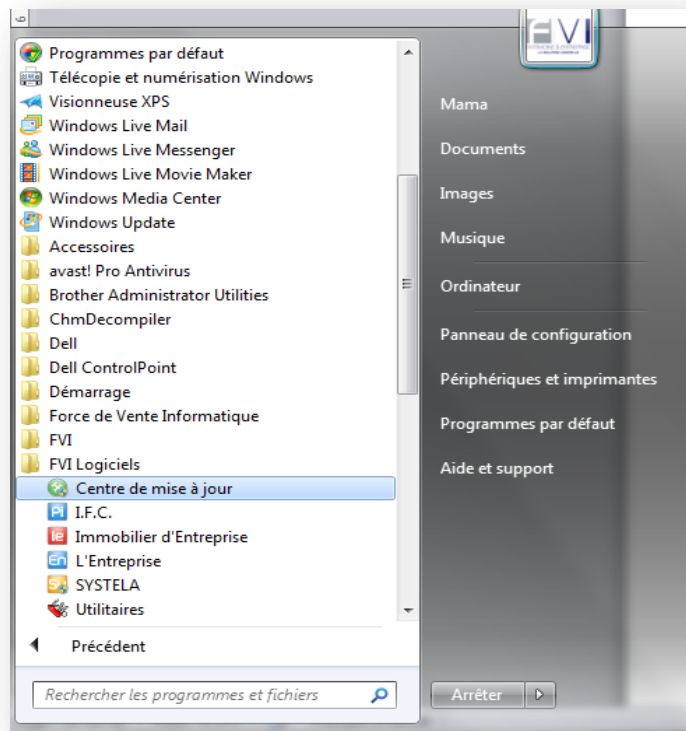 FVI
Programmes par défaut
Télécopie et numérisation Windows
Visionneuse XPS
Windows Live Mail
Windows Live Messenger
Windows Live Movie Maker
Windows Media Center
Windows Update
Accessoires
avast! Pro Antivirus
Brother Administrator Utilities
ChmDecompiler
Dell
Dell ControlPoint
Démarrage
Force de Vente Informatique
FVI
FVI Logiciels
Centre de mise à jour
Pi I.F.C.
Ie Immobilier d'Entreprise
En L'Entreprise
SYSTELA
Utilitaires
Précédent
Rechercher les programmes et fichiers
Mama
Documents
Images
Musique
Ordinateur
Panneau de configuration
Périphériques et imprimantes
Programmes par défaut
Aide et support
Arrêter